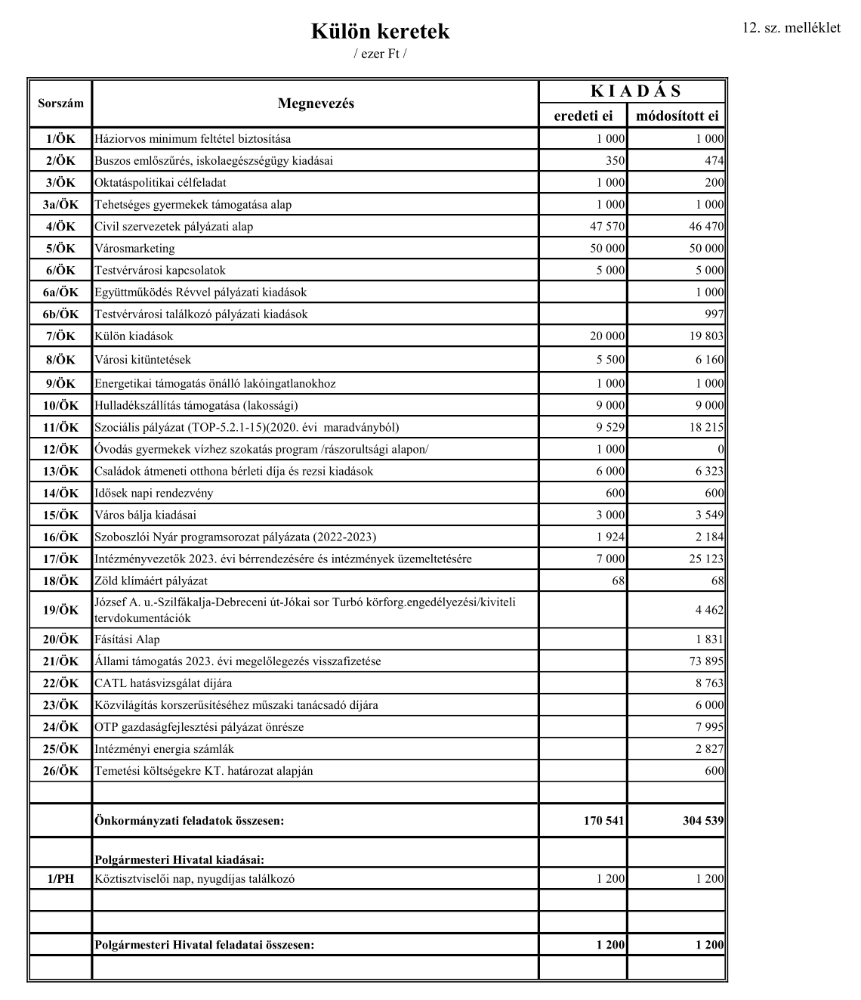 Külön keretek
12. sz. melléklet
/ ezer Ft /
Sorszám Megnevezés K I A D Á S
eredeti ei módosított ei
1/ÖK Háziorvos minimum feltétel biztosítása 1 000 1 000
2/ÖK Buszos emlőszűrés, iskolaegészségügy kiadásai 350 474
3/ÖK Oktatáspolitikai célfeladat 1 000 200
3a/ÖK Tehetséges gyermekek támogatása alap 1 000 1 000
4/ÖK Civil szervezetek pályázati alap 47 570 46 470
5/ÖK Városmarketing 50 000 50 000
6/ÖK Testvérvárosi kapcsolatok 5 000 5 000
6a/ÖK Együttműködés Révvel pályázati kiadások 1 000
6b/ÖK Testvérvárosi találkozó pályázati kiadások 997
7/ÖK Külön kiadások 20 000 19 803
8/ÖK Városi kitüntetések 5 500 6 160
9/ÖK Energetikai támogatás önálló lakóingatlanokhoz 1 000 1 000
10/ÖK Hulladékszállítás támogatása (lakossági) 9 000 9 000
11/ÖK Szociális pályázat (TOP-5.2.1-15)(2020. évi maradványból) 9 529 18 215
12/ÖK Óvodás gyermekek vízhez szokatás program /rászorultsági alapon/ 1 000 0
13/ÖK Családok átmeneti otthona bérleti díja és rezsi kiadások 6 000 6 323
14/ÖK Idősek napi rendezvény 600 600
15/ÖK Város bálja kiadásai 3 000 3 549
16/ÖK Szoboszlói Nyár programsorozat pályázata (2022-2023) 1 924 2 184
17/ÖK Intézményvezetők 2023. évi bérrendezésére és intézmények üzemeltetésére 7 000 25 123
18/ÖK Zöld klímáért pályázat 68 68
19/ÖK József A. u.-Szilfákalja-Debreceni út-Jókai sor Turbó körforg.engedélyezési/kiviteli
tervdokumentációk 4 462
20/ÖK Fásítási Alap 1 831
21/ÖK Állami támogatás 2023. évi megelőlegezés visszafizetése 73 895
22/ÖK CATL hatásvizsgálat díjára 8 763
23/ÖK Közvilágítás korszerűsítéséhez műszaki tanácsadó díjára 6 000
24/ÖK OTP gazdaságfejlesztési pályázat önrésze 7 995
25/ÖK Intézményi energia számlák 2 827
26/ÖK Temetési költségekre KT. határozat alapján 600
Önkormányzati feladatok összesen: 170 541 304 539
Polgármesteri Hivatal kiadásai:
1/PH Köztisztviselői nap, nyugdíjas találkozó 1 200 1 200
Polgármesteri Hivatal feladatai összesen: 1 200 1 200